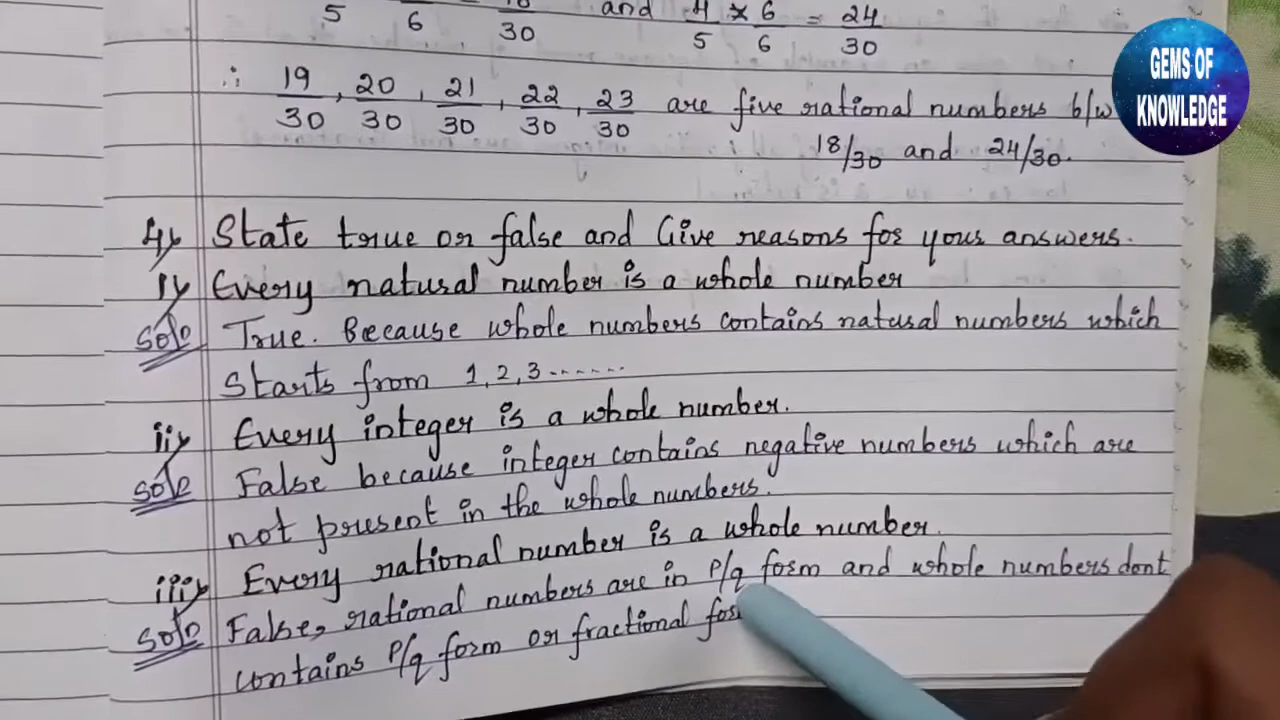 5 6 30 and 4/5 × 6/6 = 24/30
∴ 19/30, 20/30, 21/30, 22/30, 23/30 are five rational numbers b/w
18/30 and 24/30.
GEMS OF
KNOWLEDGE
4) State true or false and Give reasons for your answers.
i) Every natural number is a whole number
Solo True. Because whole numbers contains natural numbers which
Starts from 1, 2, 3 ......
ii) Every integer is a whole number.
Solo False because integer contains negative numbers which are
not present in the whole numbers.
iii) Every rational number is a whole number.
Solo False, rational numbers are in P/q form and whole numbers dont
contains P/q form or fractional